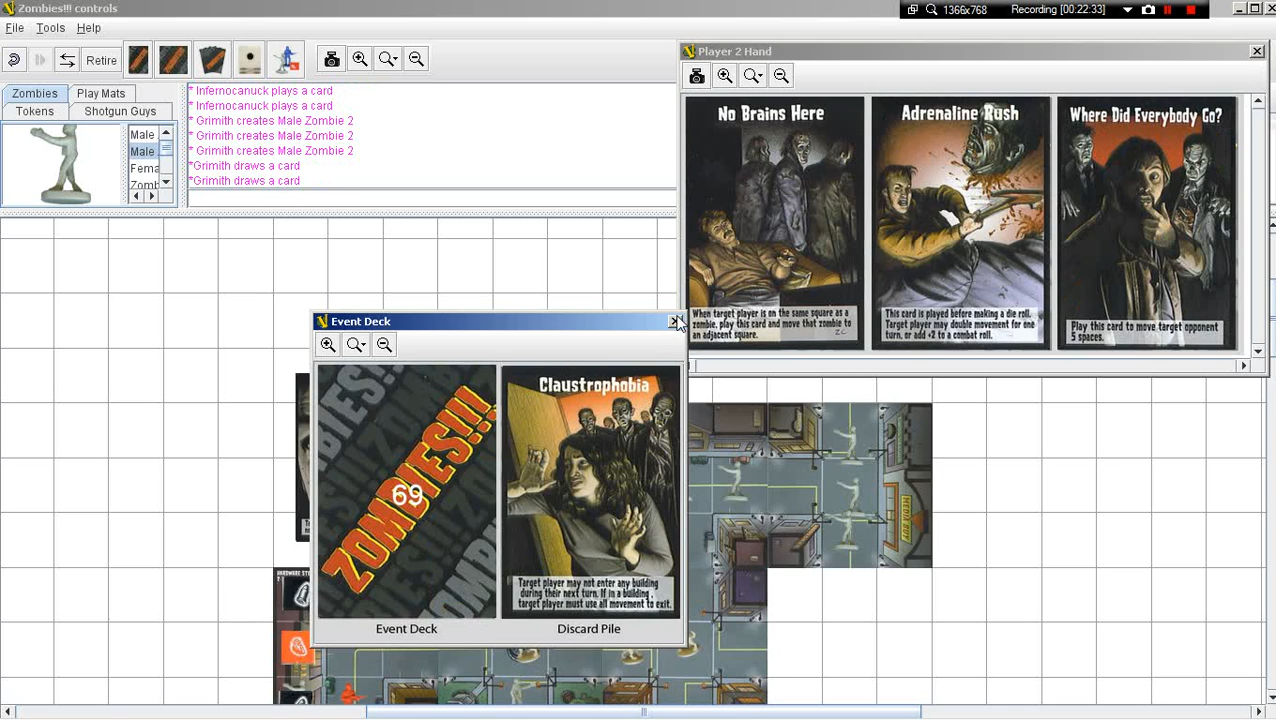 Zombies!!! controls
1366x768
Recording [00:22:33]
File Tools Help
Retire
Zombies
Play Mats
Tokens
Shotgun Guys
Male
Male
Fema
Zomb
* Infernocanuck plays a card
* Infernocanuck plays a card
* Grimith creates Male Zombie 2
* Grimith creates Male Zombie 2
* Grimith creates Male Zombie 2
*Grimith draws a card
*Grimith draws a card
Player 2 Hand
No Brains Here
When target player is on the same square as a
zombie, play this card and move that zombie to
an adjacent square.
Adrenaline Rush
This card is played before making a die roll.
Target player may double movement for one
turn, or add +2 to a combat roll.
Where Did Everybody Go?
Play this card to move target opponent
5 spaces.
Event Deck
ZOMBIES!!!
69
Event Deck
Claustrophobia
Target player may not enter any building
during their next turn. If in a building,
target player must use all movement to exit.
Discard Pile